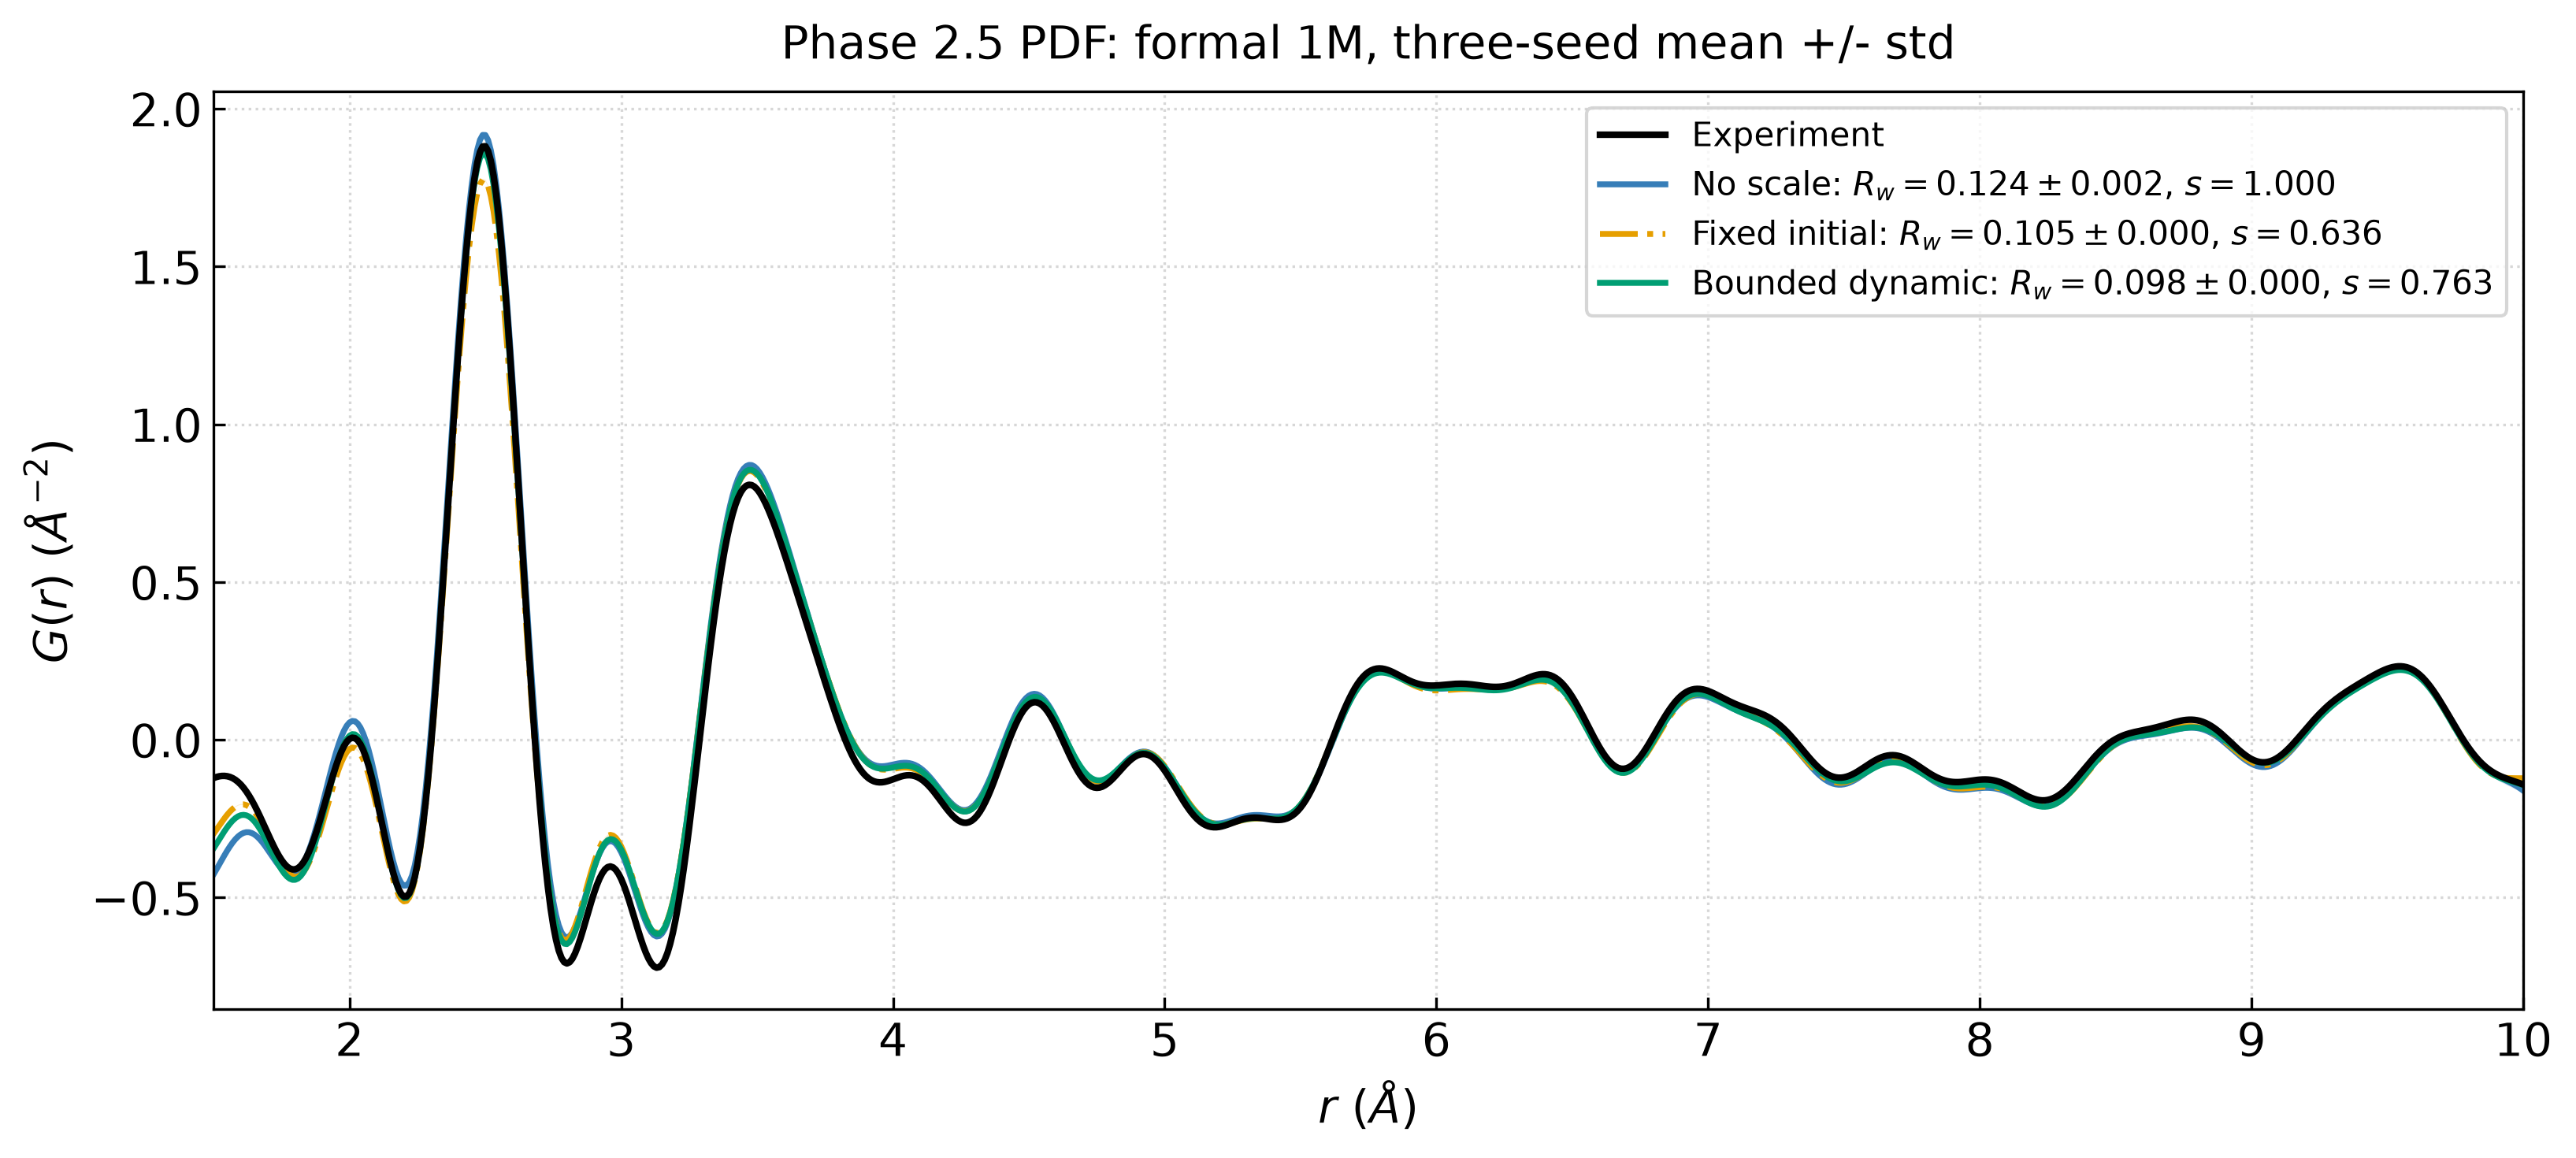 Phase 2.5 PDF: formal 1M, three-seed mean +/- std
2.0
1.5
1.0
0.5
0.0
−0.5
G(r) (Å⁻²)
Experiment
No scale: R_w = 0.124 ± 0.002, s = 1.000
Fixed initial: R_w = 0.105 ± 0.000, s = 0.636
Bounded dynamic: R_w = 0.098 ± 0.000, s = 0.763
2 3 4 5 6 7 8 9 10
r (Å)